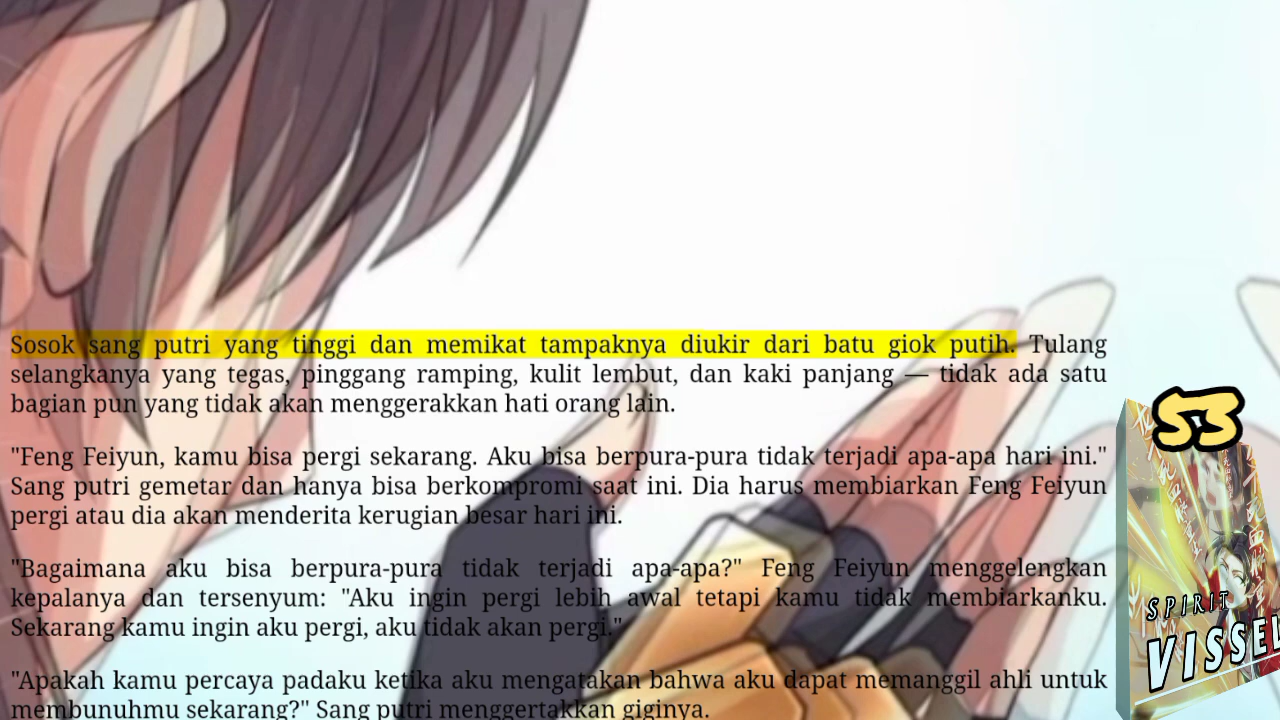 Sosok sang putri yang tinggi dan memikat tampaknya diukir dari batu giok putih. Tulang
selangkanya yang tegas, pinggang ramping, kulit lembut, dan kaki panjang — tidak ada satu
bagian pun yang tidak akan menggerakkan hati orang lain.
"Feng Feiyun, kamu bisa pergi sekarang. Aku bisa berpura-pura tidak terjadi apa-apa hari ini."
Sang putri gemetar dan hanya bisa berkompromi saat ini. Dia harus membiarkan Feng Feiyun
pergi atau dia akan menderita kerugian besar hari ini.
"Bagaimana aku bisa berpura-pura tidak terjadi apa-apa?" Feng Feiyun menggelengkan
kepalanya dan tersenyum: "Aku ingin pergi lebih awal tetapi kamu tidak membiarkanku.
Sekarang kamu ingin aku pergi, aku tidak akan pergi."
"Apakah kamu percaya padaku ketika aku mengatakan bahwa aku dapat memanggil ahli untuk
membunuhmu sekarang?" Sang putri menggertakkan giginya.
53
SPIRIT
VISSEL